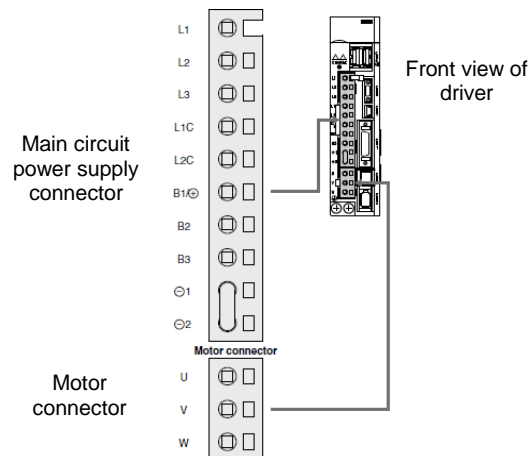 L1
L2
L3
L1C
L2C
B1/⊕
B2
B3
⊖1
⊖2
Main circuit
power supply
connector
Front view of
driver
Motor connector
U
V
W
Motor
connector